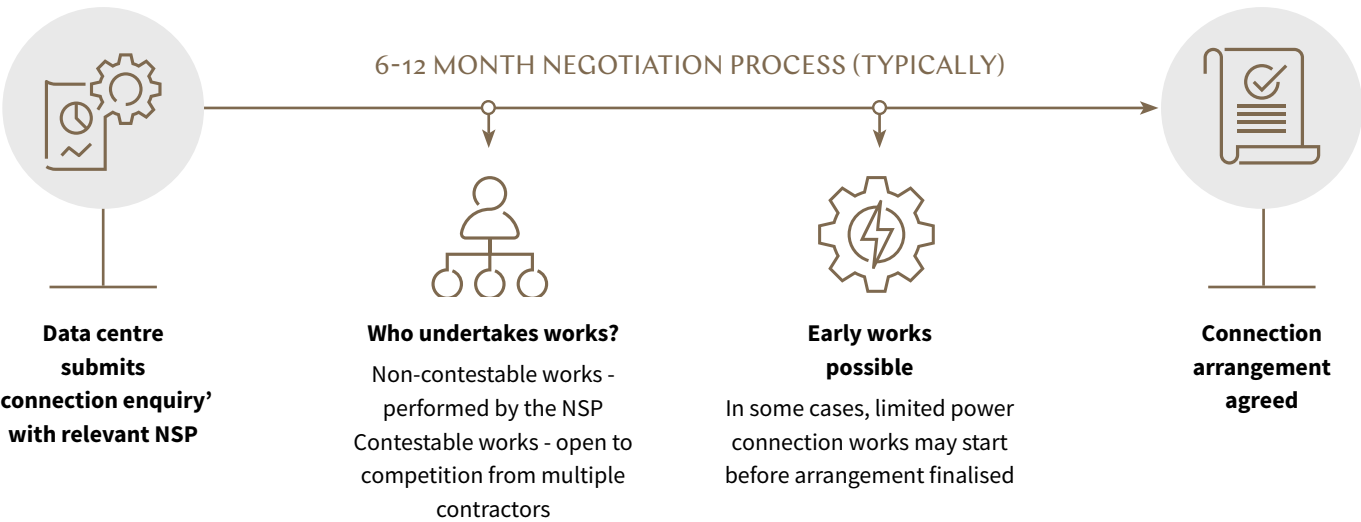 6-12 MONTH NEGOTIATION PROCESS (TYPICALLY)
Data centre
submits
connection enquiry’
with relevant NSP
Who undertakes works?
Non-contestable works -
performed by the NSP
Contestable works - open to
competition from multiple
contractors
Early works
possible
In some cases, limited power
connection works may start
before arrangement finalised
Connection
arrangement
agreed